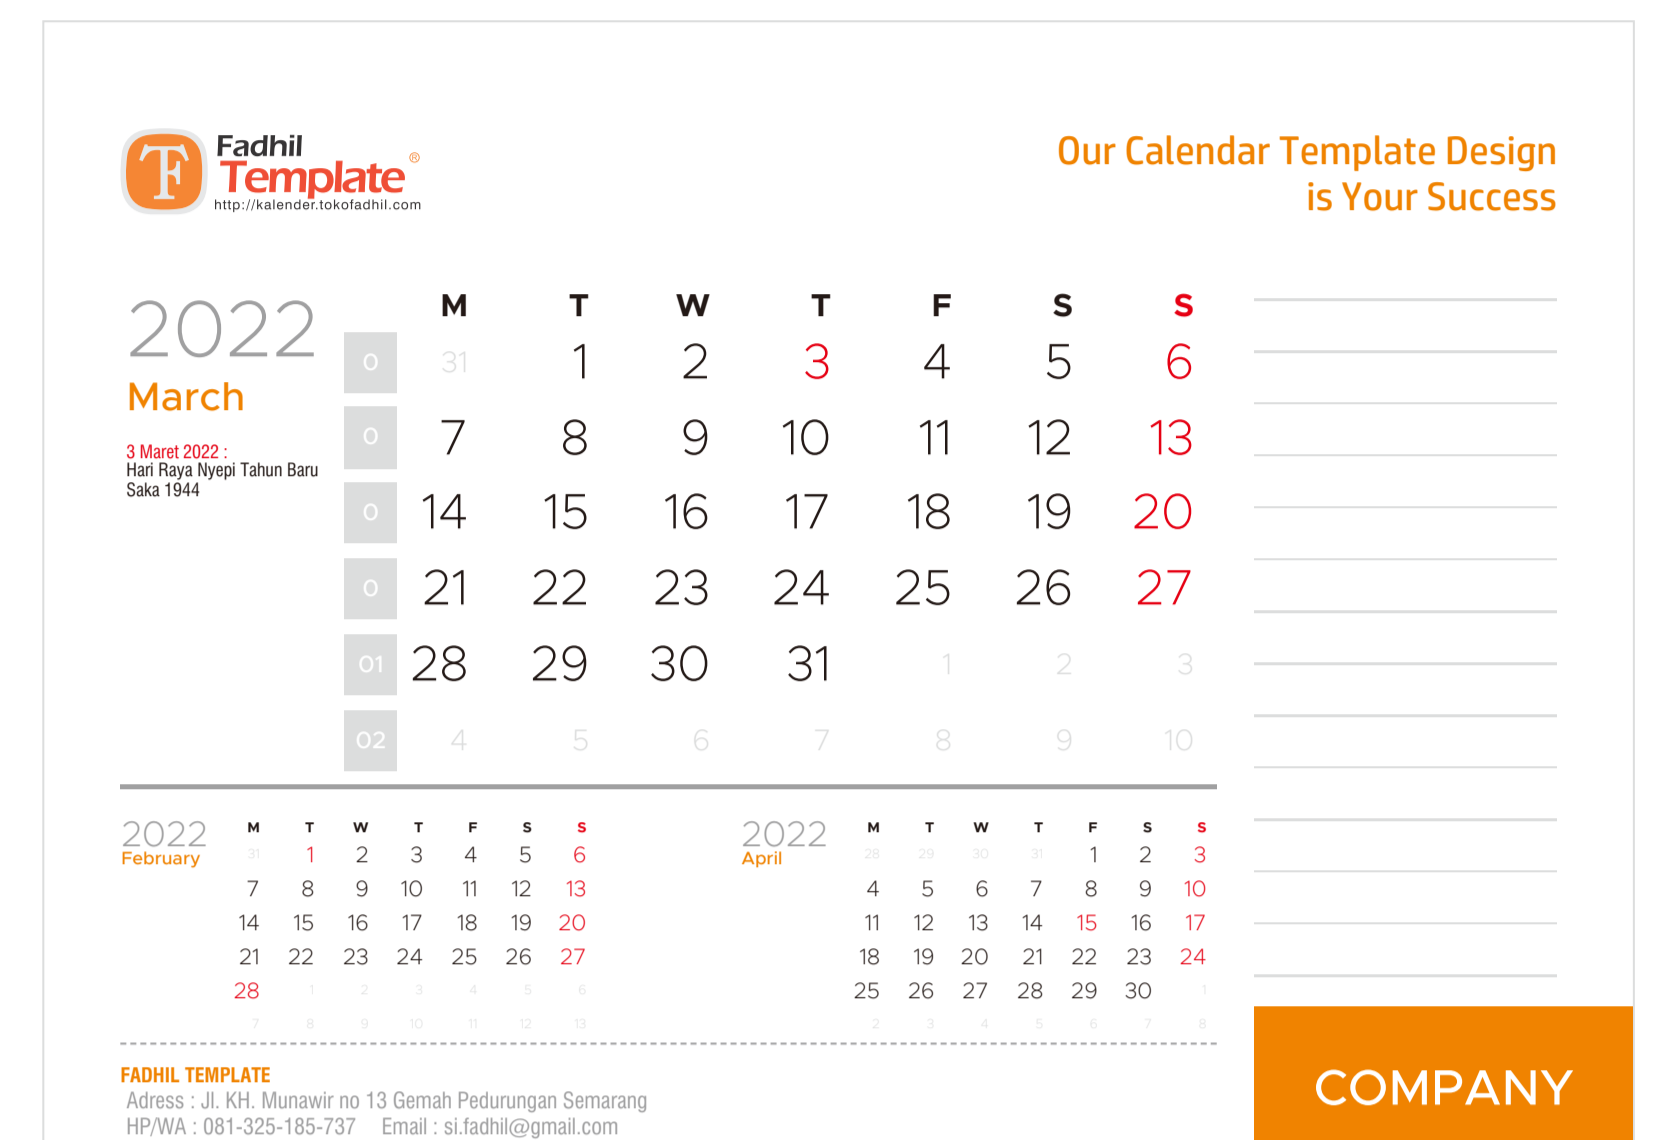 Fadhil
Template®
http://kalender.tokofadhil.com
Our Calendar Template Design
is Your Success
2022
March
3 Maret 2022 :
Hari Raya Nyepi Tahun Baru
Saka 1944
M T W T F S S
0 31 1 2 3 4 5 6
0 7 8 9 10 11 12 13
0 14 15 16 17 18 19 20
0 21 22 23 24 25 26 27
01 28 29 30 31 1 2 3
02 4 5 6 7 8 9 10
2022
February
M T W T F S S
31 1 2 3 4 5 6
7 8 9 10 11 12 13
14 15 16 17 18 19 20
21 22 23 24 25 26 27
28 1 2 3 4 5 6
7 8 9 10 11 12 13
2022
April
M T W T F S S
28 29 30 31 1 2 3
4 5 6 7 8 9 10
11 12 13 14 15 16 17
18 19 20 21 22 23 24
25 26 27 28 29 30 1
2 3 4 5 6 7 8
FADHIL TEMPLATE
Adress : Jl. KH. Munawir no 13 Gemah Pedurungan Semarang
HP/WA : 081-325-185-737 Email : si.fadhil@gmail.com
COMPANY